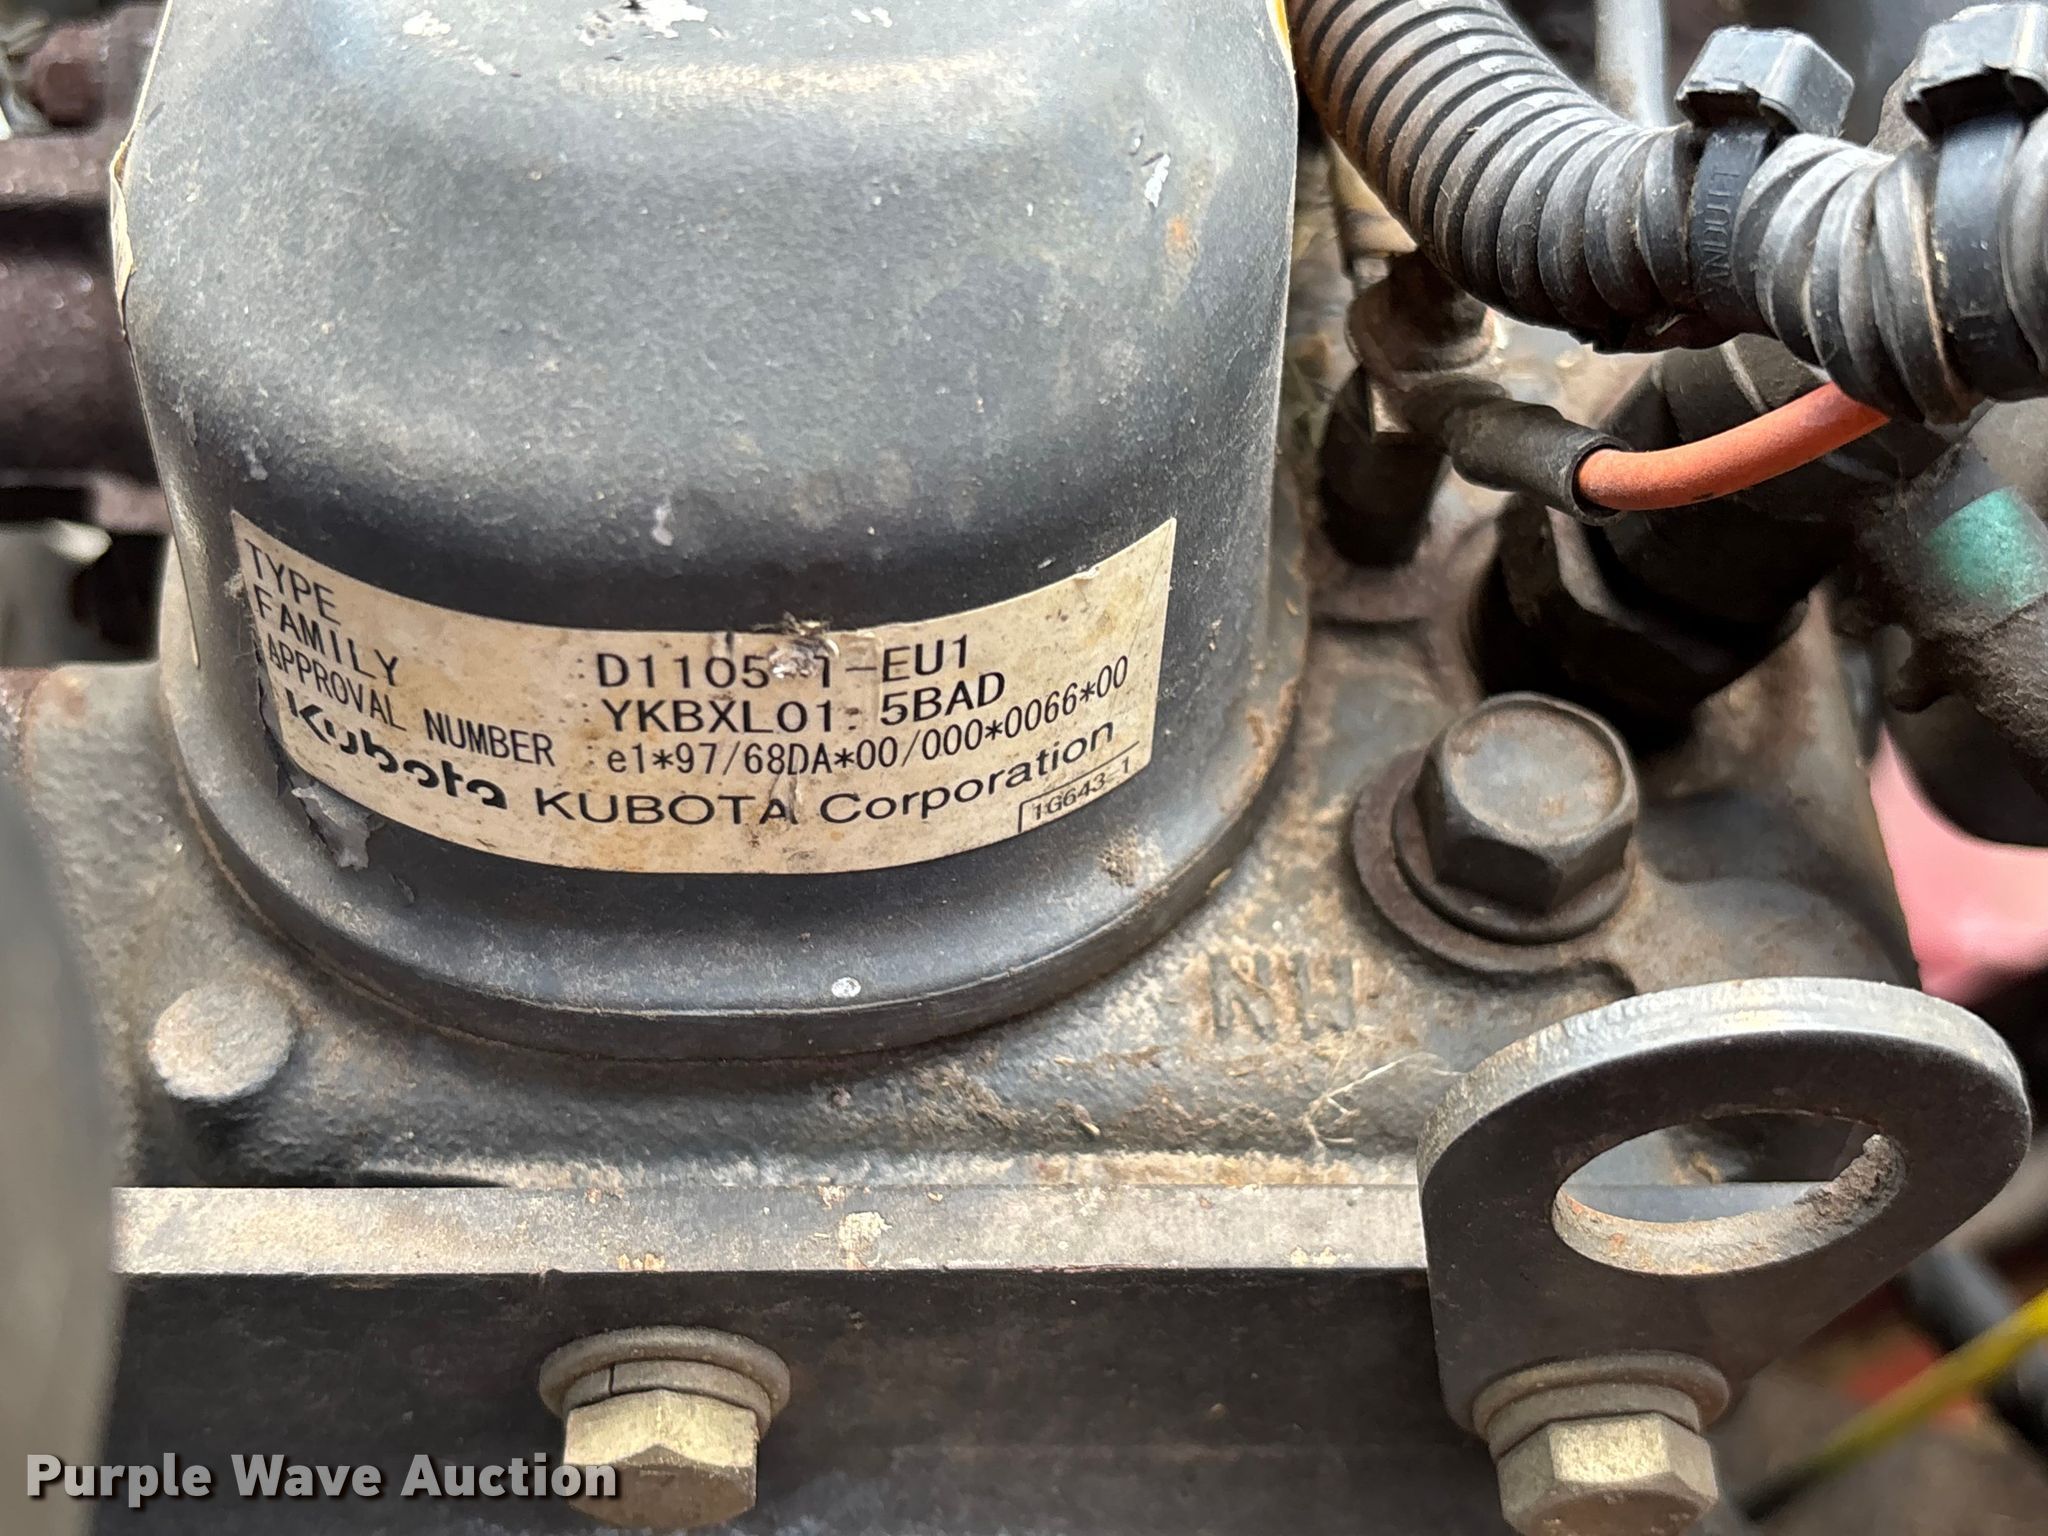 TYPE D1105 1-EU1
FAMILY :YKBXL01.5BAD
APPROVAL NUMBER :e1*97/68DA*00/000*0066*00
Kubota KUBOTA Corporation
1G643-1
Purple Wave Auction